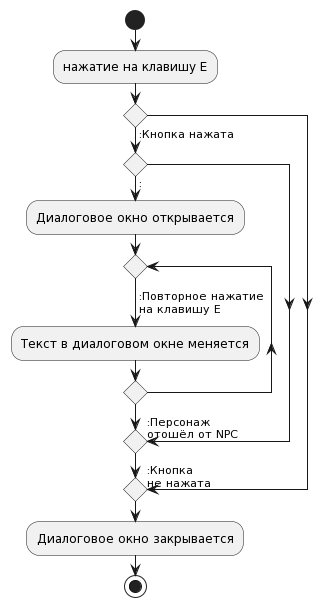 нажатие на клавишу E
:Кнопка нажата
:
Диалоговое окно открывается
:Повторное нажатие
на клавишу E
Текст в диалоговом окне меняется
:Персонаж
отошёл от NPC
:Кнопка
не нажата
Диалоговое окно закрывается